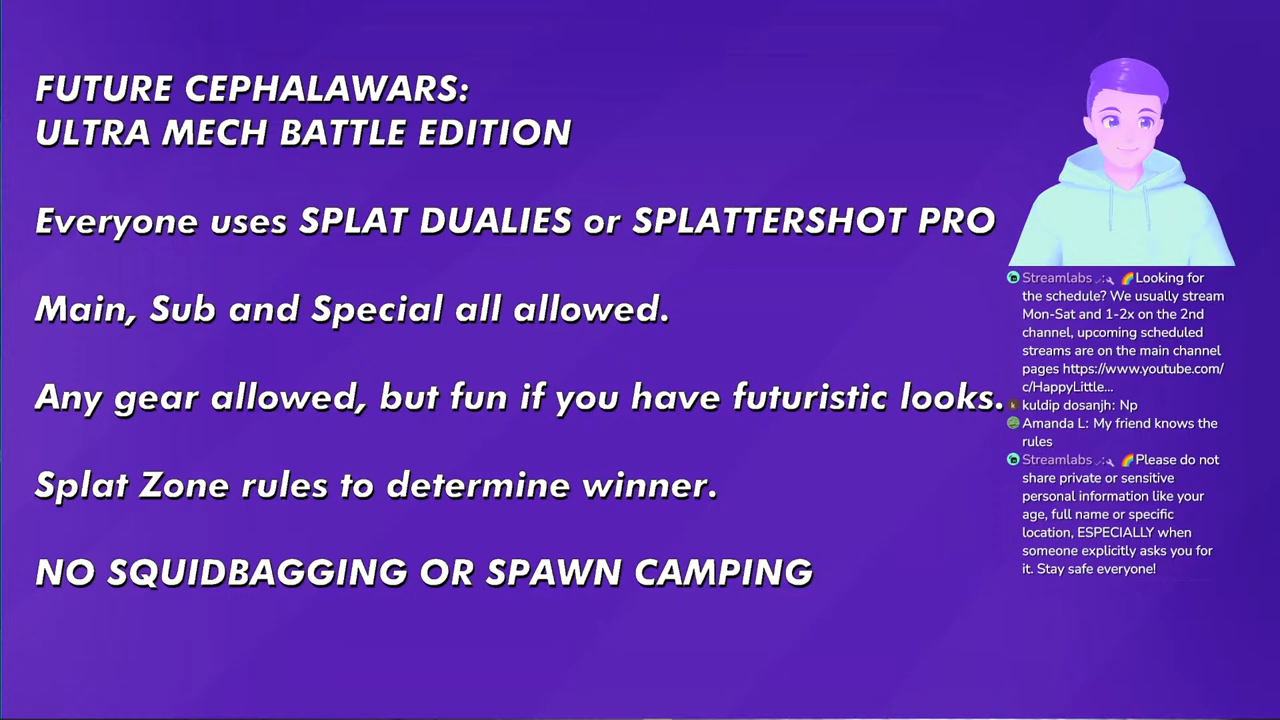 FUTURE CEPHALAWARS:
ULTRA MECH BATTLE EDITION
Everyone uses SPLAT DUALIES or SPLATTERSHOT PRO
Main, Sub and Special all allowed.
Any gear allowed, but fun if you have futuristic looks.
Splat Zone rules to determine winner.
NO SQUIDBAGGING OR SPAWN CAMPING
Streamlabs Looking for
the schedule? We usually stream
Mon-Sat and 1-2x on the 2nd
channel, upcoming scheduled
streams are on the main channel
pages https://www.youtube.com/
c/HappyLittle...
kuldip dosanjh: Np
Amanda L: My friend knows the
rules
Streamlabs Please do not
share private or sensitive
personal information like your
age, full name or specific
location, ESPECIALLY when
someone explicitly asks you for
it. Stay safe everyone!